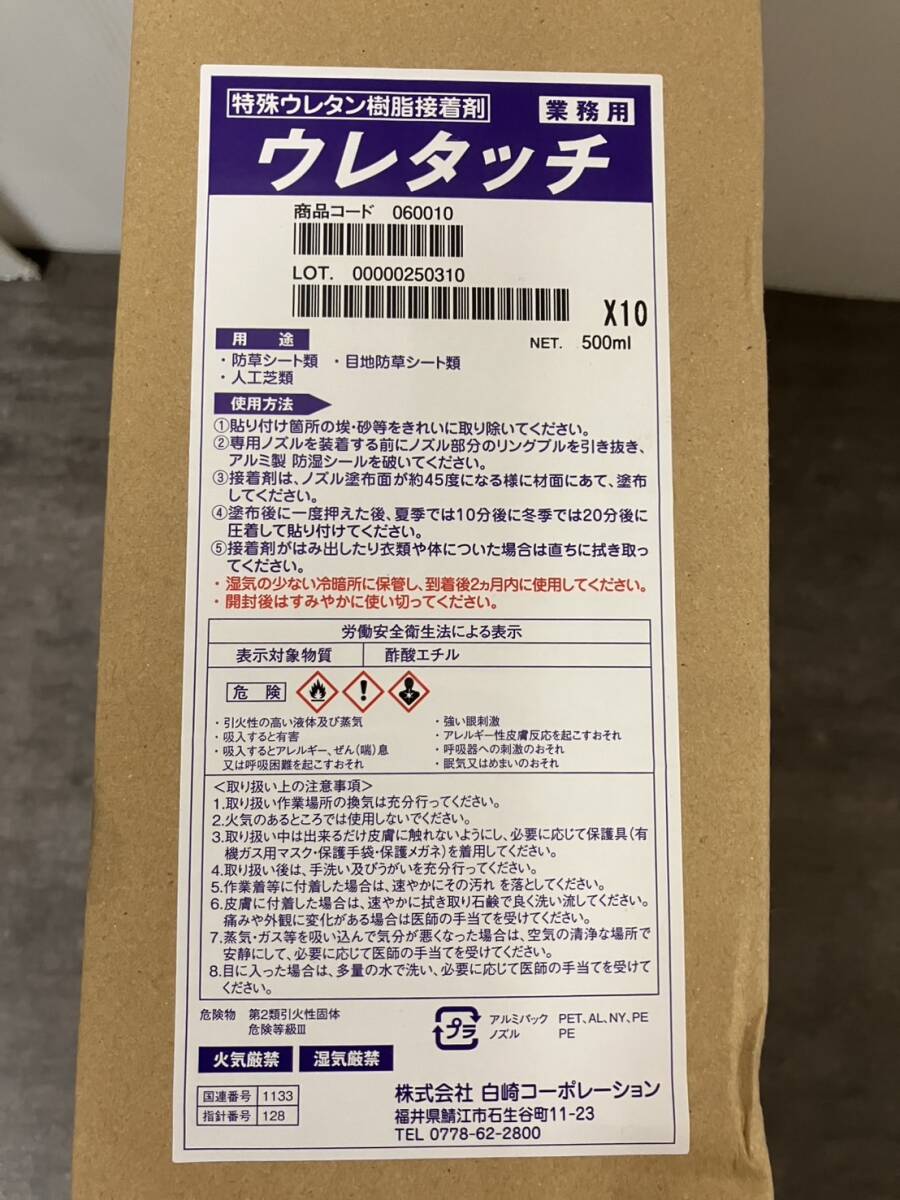 特殊ウレタン樹脂接着剤
業務用
ウレタッチ
商品コード 060010
LOT. 00000250310
X10
用途
NET. 500ml
・防草シート類 ・目地防草シート類
・人工芝類
使用方法
①貼り付け箇所の埃・砂等をきれいに取り除いてください。
②専用ノズルを装着する前にノズル部分のリングプルを引き抜き、
アルミ製 防湿シールを破いてください。
③接着剤は、ノズル塗布面が約45度になる様に材面にあて、塗布
してください。
④塗布後に一度押えた後、夏季では10分後に冬季では20分後に
圧着して貼り付けてください。
⑤接着剤がはみ出したり衣類や体についた場合は直ちに拭き取っ
てください。
・湿気の少ない冷暗所に保管し、到着後2ヵ月内に使用してください。
・開封後はすみやかに使い切ってください。
労働安全衛生法による表示
表示対象物質 酢酸エチル
危険
・引火性の高い液体及び蒸気
・吸入すると有害
・吸入するとアレルギー、ぜん(喘)息
又は呼吸困難を起こすおそれ
・強い眼刺激
・アレルギー性皮膚反応を起こすおそれ
・呼吸器への刺激のおそれ
・眠気又はめまいのおそれ
＜取り扱い上の注意事項＞
1.取り扱い作業場所の換気は充分行ってください。
2.火気のあるところでは使用しないでください。
3.取り扱い中は出来るだけ皮膚に触れないようにし、必要に応じて保護具(有
機ガス用マスク・保護手袋・保護メガネ)を着用してください。
4.取り扱い後は、手洗い及びうがいを充分行ってください。
5.作業着等に付着した場合は、速やかにその汚れ を落としてください。
6.皮膚に付着した場合は、速やかに拭き取り石鹸で良く洗い流してください。
痛みや外観に変化がある場合は医師の手当てを受けてください。
7.蒸気・ガス等を吸い込んで気分が悪くなった場合は、空気の清浄な場所で
安静にして、必要に応じて医師の手当てを受けてください。
8.目に入った場合は、多量の水で洗い、必要に応じて医師の手当てを受けて
ください。
危険物 第2類引火性固体
危険等級Ⅲ
プラ
アルミパック PET、AL、NY、PE
ノズル PE
火気厳禁
湿気厳禁
国連番号 1133
指針番号 128
株式会社 白崎コーポレーション
福井県鯖江市石生谷町11-23
TEL 0778-62-2800